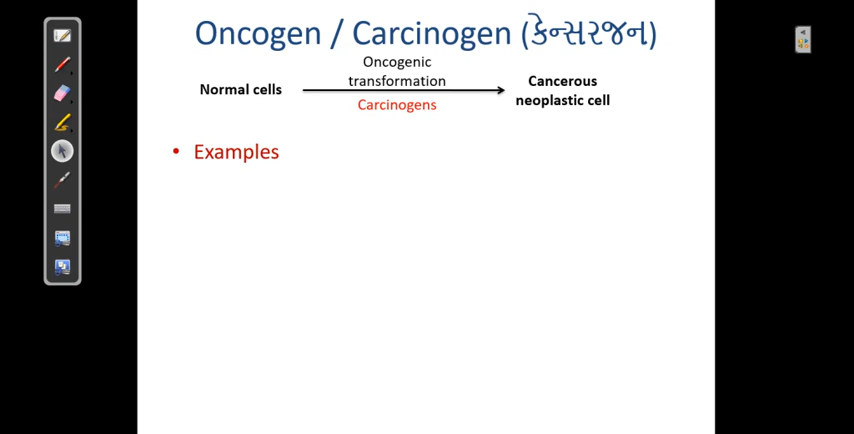 Oncogen / Carcinogen (કેન્સરજન)
Oncogenic
transformation
Normal cells
Carcinogens
Cancerous
neoplastic cell
• Examples